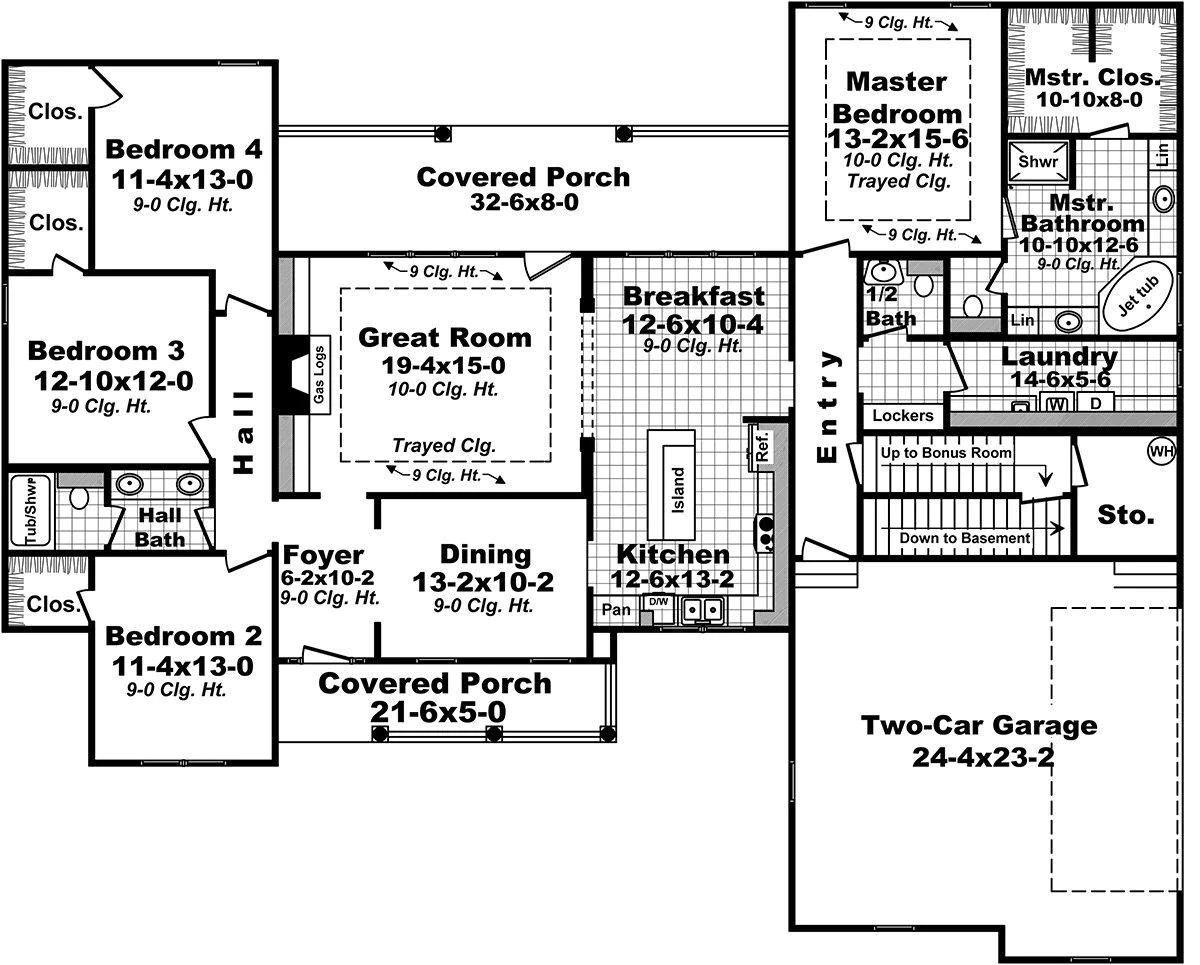 9 Clg. Ht.
Master
Bedroom
13-2x15-6
10-0 Clg. Ht.
Trayed Clg.
9 Clg. Ht.
Mstr. Clos.
10-10x8-0
Clos.
Bedroom 4
11-4x13-0
9-0 Clg. Ht.
Clos.
Covered Porch
32-6x8-0
Shwr
Lin
Mstr.
Bathroom
10-10x12-6
9-0 Clg. Ht.
Jet tub
Lin
1/2
Bath
9 Clg. Ht.
Great Room
19-4x15-0
10-0 Clg. Ht.
Trayed Clg.
9 Clg. Ht.
Gas Logs
Breakfast
12-6x10-4
9-0 Clg. Ht.
Bedroom 3
12-10x12-0
9-0 Clg. Ht.
Hall
Entry
Laundry
14-6x5-6
W
D
Lockers
Ref.
Island
Up to Bonus Room
WH
Sto.
Down to Basement
Tub/Shwr
Hall
Bath
Foyer
6-2x10-2
9-0 Clg. Ht.
Dining
13-2x10-2
9-0 Clg. Ht.
Kitchen
12-6x13-2
Pan
D/W
Clos.
Bedroom 2
11-4x13-0
9-0 Clg. Ht.
Covered Porch
21-6x5-0
Two-Car Garage
24-4x23-2